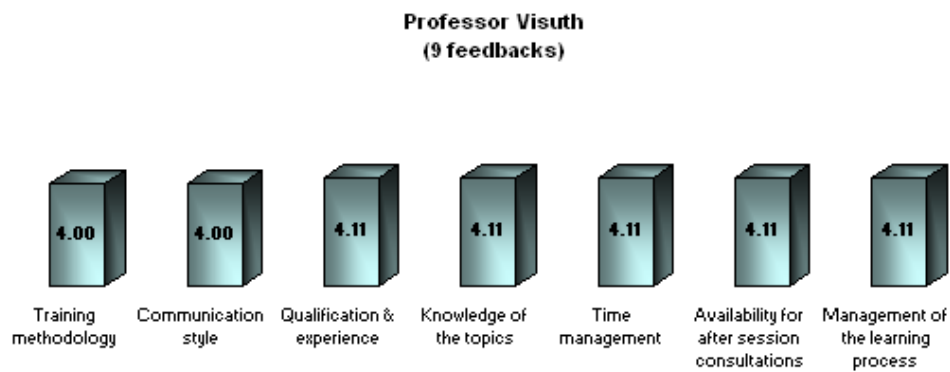 Professor Visuth
(9 feedbacks)
4.00
4.00
4.11
4.11
4.11
4.11
4.11
Training
methodology
Communication
style
Qualification &
experience
Knowledge of
the topics
Time
management
Availability for
after session
consultations
Management of
the learning
process